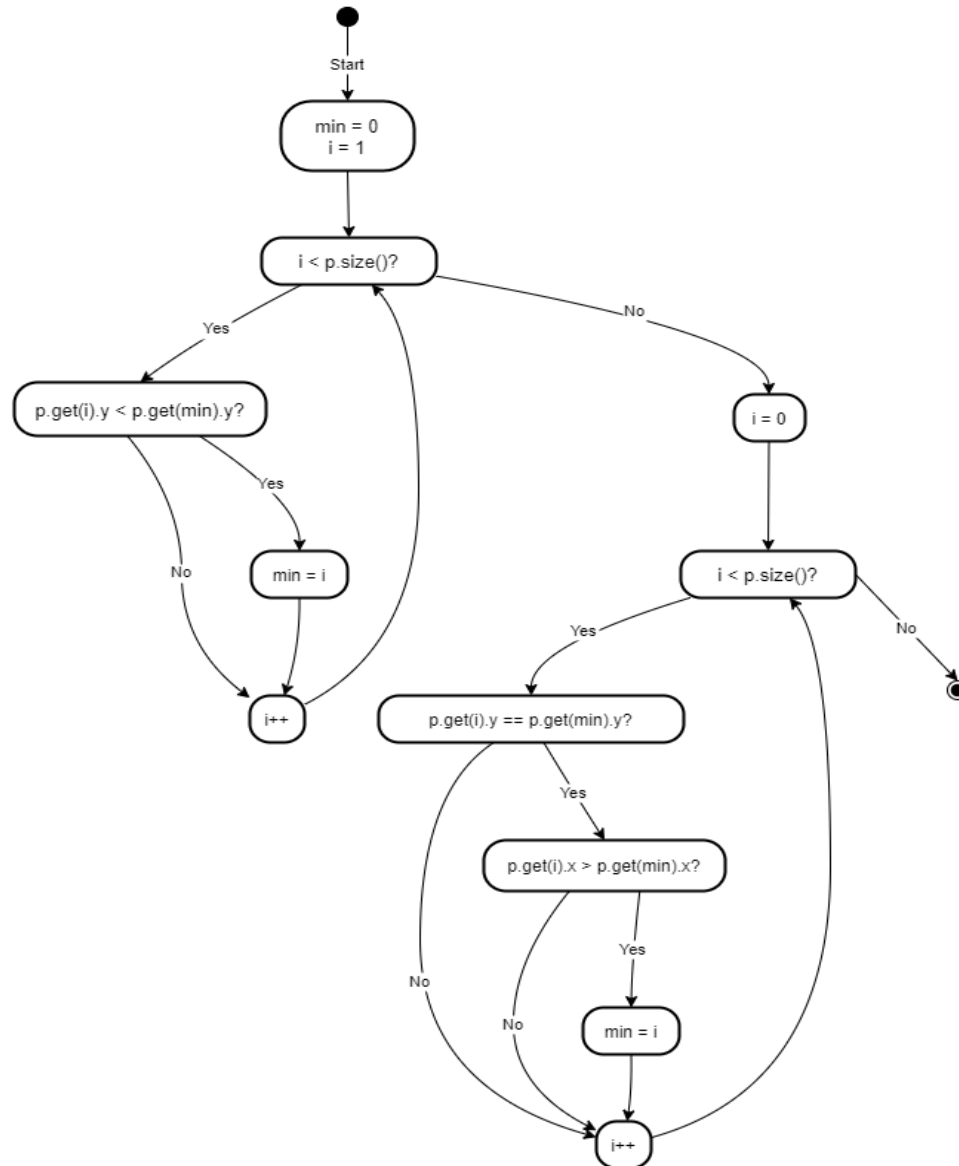 Start
min = 0
i = 1
i < p.size()?
Yes
No
p.get(i).y < p.get(min).y?
i = 0
Yes
No
min = i
i < p.size()?
Yes
No
i++
p.get(i).y == p.get(min).y?
Yes
p.get(i).x > p.get(min).x?
Yes
No
No
min = i
i++